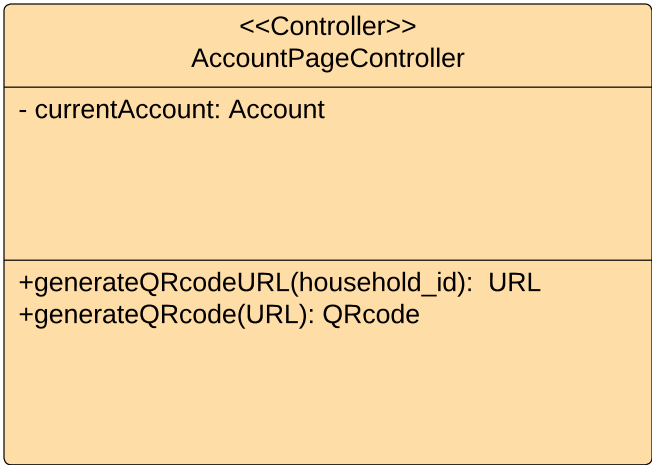 <<Controller>>
AccountPageController
- currentAccount: Account
+generateQRcodeURL(household_id):  URL
+generateQRcode(URL): QRcode